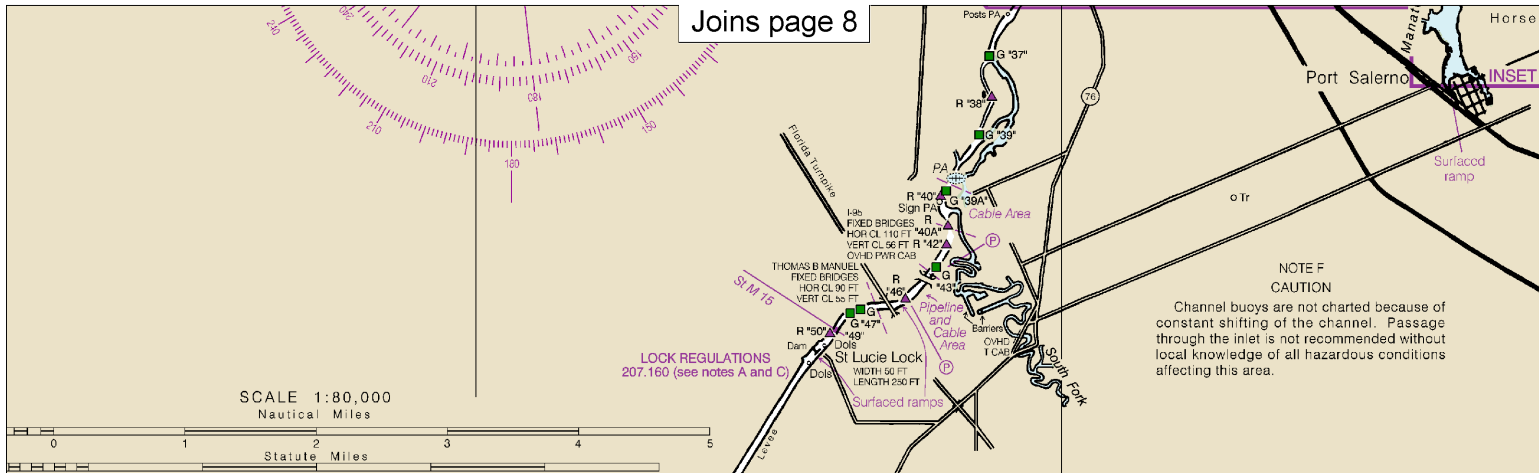 Joins page 8
240
240
210
180
150
210
180
150
Posts PA
G "37"
R "38"
G "39"
76
PA
R "40"
G "39A"
Sign PA
Cable Area
Florida Turnpike
I-95
FIXED BRIDGES
HOR CL 110 FT
VERT CL 56 FT
OVHD PWR CAB
R
"40A"
R "42"
P
THOMAS B MANUEL
FIXED BRIDGES
HOR CL 90 FT
VERT CL 55 FT
R
"46"
G
"43"
St M 15
Pipeline
and
Cable
Area
Barriers
OVHD
T CAB
South Fork
G
"47"
G
"49"
R "50"
Dam
Dols
Dols
St Lucie Lock
WIDTH 50 FT
LENGTH 250 FT
P
LOCK REGULATIONS
207.160 (see notes A and C)
Surfaced ramps
Levee
Horse
Port Salerno
INSET
Surfaced
ramp
Tr
NOTE F
CAUTION
Channel buoys are not charted because of
constant shifting of the channel. Passage
through the inlet is not recommended without
local knowledge of all hazardous conditions
affecting this area.
SCALE 1:80,000
Nautical Miles
0 1 2 3 4 5
Statute Miles